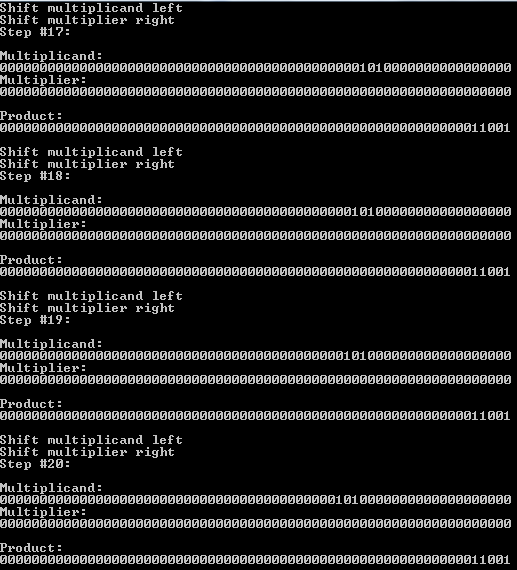 Shift multiplicand left
Shift multiplier right
Step #17:
Multiplicand:
0000000000000000000000000000000000000000000001010000000000000000
Multiplier:
0000000000000000000000000000000000000000000000000000000000000000
Product:
0000000000000000000000000000000000000000000000000000000000011001
Shift multiplicand left
Shift multiplier right
Step #18:
Multiplicand:
0000000000000000000000000000000000000000000010100000000000000000
Multiplier:
0000000000000000000000000000000000000000000000000000000000000000
Product:
0000000000000000000000000000000000000000000000000000000000011001
Shift multiplicand left
Shift multiplier right
Step #19:
Multiplicand:
0000000000000000000000000000000000000000000101000000000000000000
Multiplier:
0000000000000000000000000000000000000000000000000000000000000000
Product:
0000000000000000000000000000000000000000000000000000000000011001
Shift multiplicand left
Shift multiplier right
Step #20:
Multiplicand:
0000000000000000000000000000000000000000001010000000000000000000
Multiplier:
0000000000000000000000000000000000000000000000000000000000000000
Product:
0000000000000000000000000000000000000000000000000000000000011001